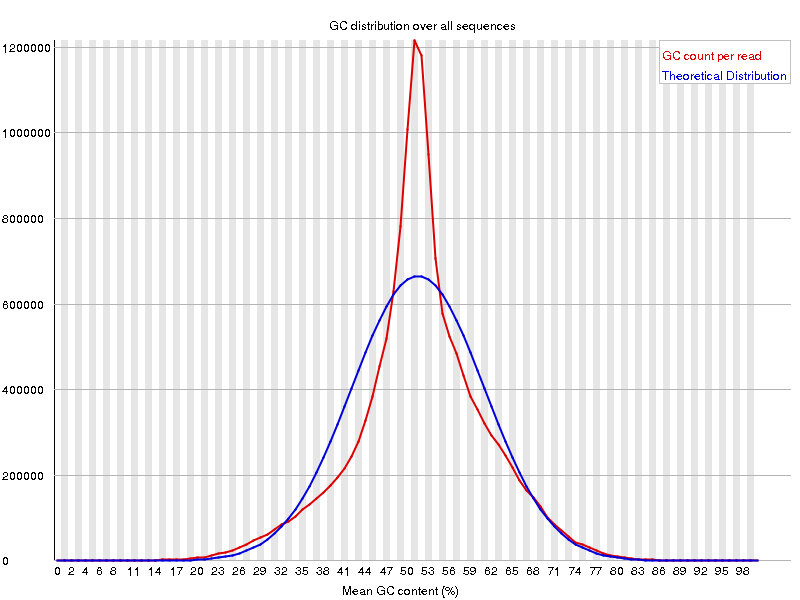 GC distribution over all sequences
GC count per read
Theoretical Distribution
1200000
1000000
800000
600000
400000
200000
0
0 2 4 6 8 11 14 17 20 23 26 29 32 35 38 41 44 47 50 53 56 59 62 65 68 71 74 77 80 83 86 89 92 95 98
Mean GC content (%)